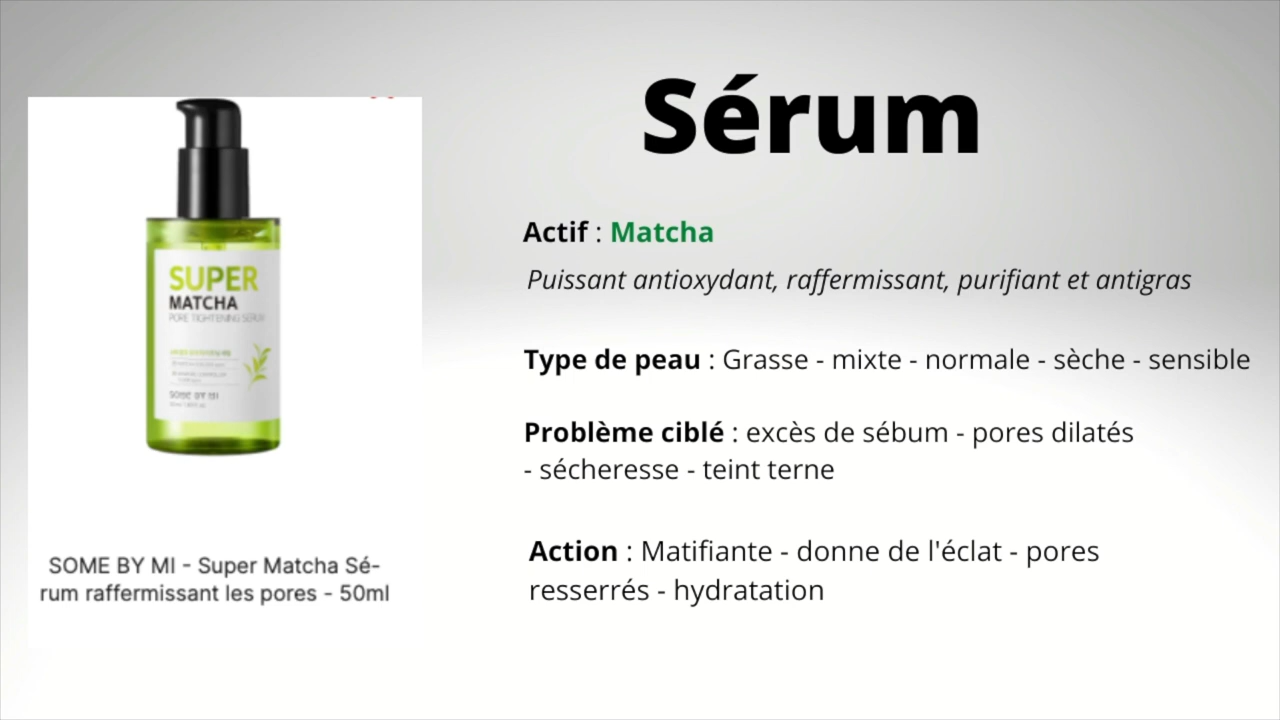 Sérum
SUPER
MATCHA
PORE TIGHTENING SERUM
SOME BY MI
SOME BY MI - Super Matcha Sé-
rum raffermissant les pores - 50ml
Actif : Matcha
Puissant antioxydant, raffermissant, purifiant et antigras
Type de peau : Grasse - mixte - normale - sèche - sensible
Problème ciblé : excès de sébum - pores dilatés
- sécheresse - teint terne
Action : Matifiante - donne de l'éclat - pores
resserrés - hydratation